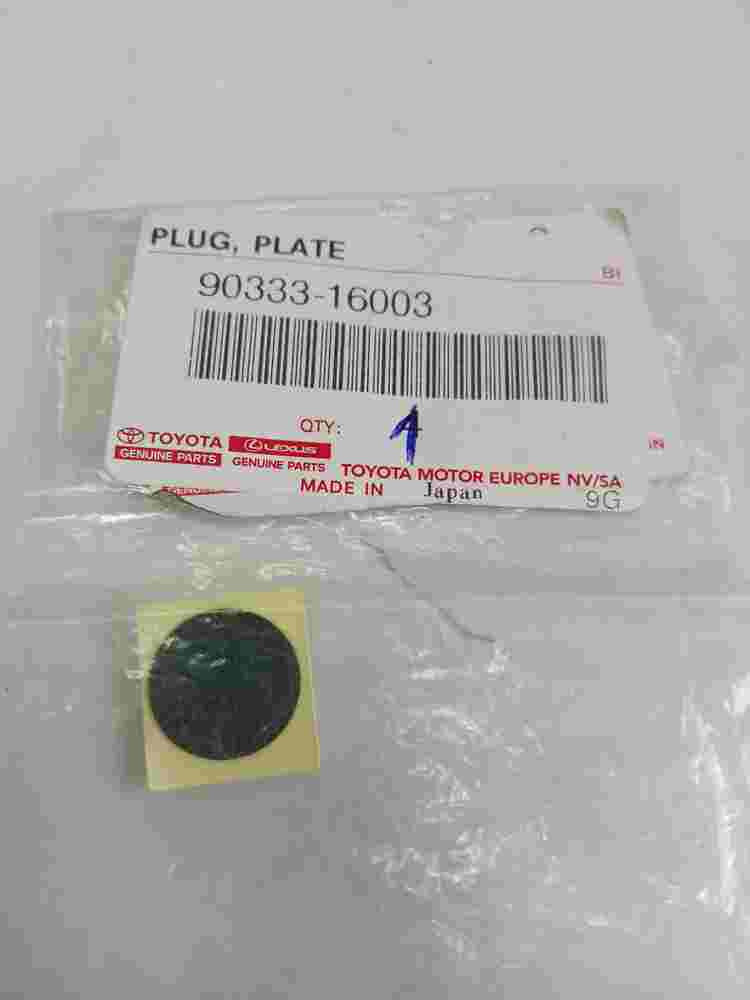 PLUG, PLATE
BI
90333-16003
QTY: 1
TOYOTA LEXUS IN
GENUINE PARTS GENUINE PARTS TOYOTA MOTOR EUROPE NV/SA
MADE IN Japan 9G